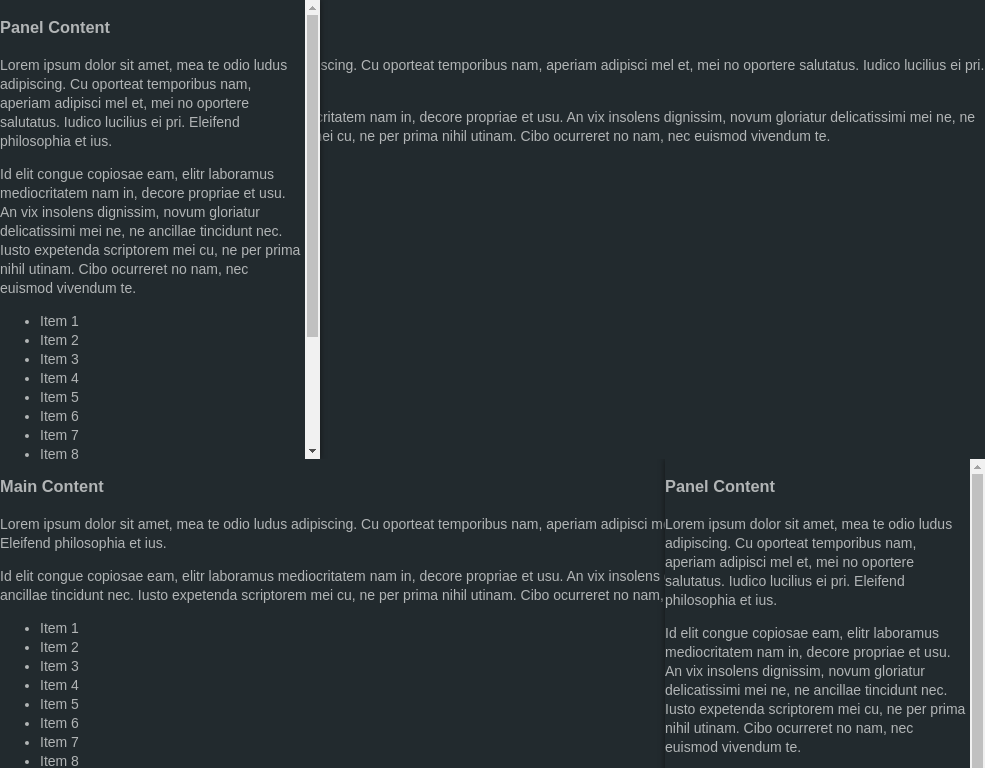 Panel Content
Lorem ipsum dolor sit amet, mea te odio ludus
adipiscing. Cu oporteat temporibus nam,
aperiam adipisci mel et, mei no oportere
salutatus. Iudico lucilius ei pri. Eleifend
philosophia et ius.
Id elit congue copiosae eam, elitr laboramus
mediocritatem nam in, decore propriae et usu.
An vix insolens dignissim, novum gloriatur
delicatissimi mei ne, ne ancillae tincidunt nec.
Iusto expetenda scriptorem mei cu, ne per prima
nihil utinam. Cibo ocurreret no nam, nec
euismod vivendum te.
• Item 1
• Item 2
• Item 3
• Item 4
• Item 5
• Item 6
• Item 7
• Item 8
scing. Cu oporteat temporibus nam, aperiam adipisci mel et, mei no oportere salutatus. Iudico lucilius ei pri.
critatem nam in, decore propriae et usu. An vix insolens dignissim, novum gloriatur delicatissimi mei ne, ne
ei cu, ne per prima nihil utinam. Cibo ocurreret no nam, nec euismod vivendum te.
Main Content
Lorem ipsum dolor sit amet, mea te odio ludus adipiscing. Cu oporteat temporibus nam, aperiam adipisci m
Eleifend philosophia et ius.
Id elit congue copiosae eam, elitr laboramus mediocritatem nam in, decore propriae et usu. An vix insolens
ancillae tincidunt nec. Iusto expetenda scriptorem mei cu, ne per prima nihil utinam. Cibo ocurreret no nam,
• Item 1
• Item 2
• Item 3
• Item 4
• Item 5
• Item 6
• Item 7
• Item 8
Panel Content
Lorem ipsum dolor sit amet, mea te odio ludus
adipiscing. Cu oporteat temporibus nam,
aperiam adipisci mel et, mei no oportere
salutatus. Iudico lucilius ei pri. Eleifend
philosophia et ius.
Id elit congue copiosae eam, elitr laboramus
mediocritatem nam in, decore propriae et usu.
An vix insolens dignissim, novum gloriatur
delicatissimi mei ne, ne ancillae tincidunt nec.
Iusto expetenda scriptorem mei cu, ne per prima
nihil utinam. Cibo ocurreret no nam, nec
euismod vivendum te.